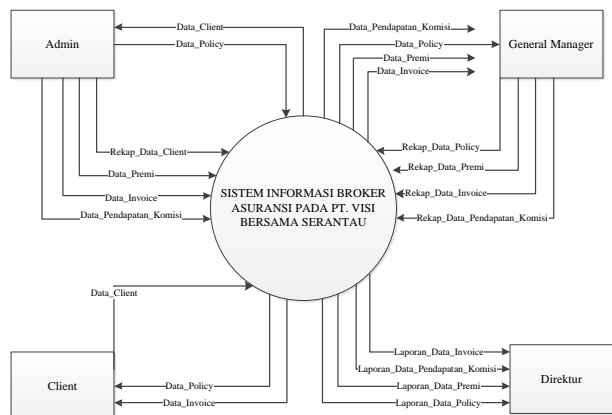 Admin
Data_Client
Data_Policy
Data_Pendapatan_Komisi
Data_Policy
Data_Premi
Data_Invoice
General Manager
Rekap_Data_Client
Data_Premi
Data_Invoice
Data_Pendapatan_Komisi
SISTEM INFORMASI BROKER
ASURANSI PADA PT. VISI
BERSAMA SERANTAU
Rekap_Data_Policy
Rekap_Data_Premi
Rekap_Data_Invoice
Rekap_Data_Pendapatan_Komisi
Data_Client
Client
Data_Policy
Data_Invoice
Laporan_Data_Invoice
Laporan_Data_Pendapatan_Komisi
Laporan_Data_Premi
Laporan_Data_Policy
Direktur